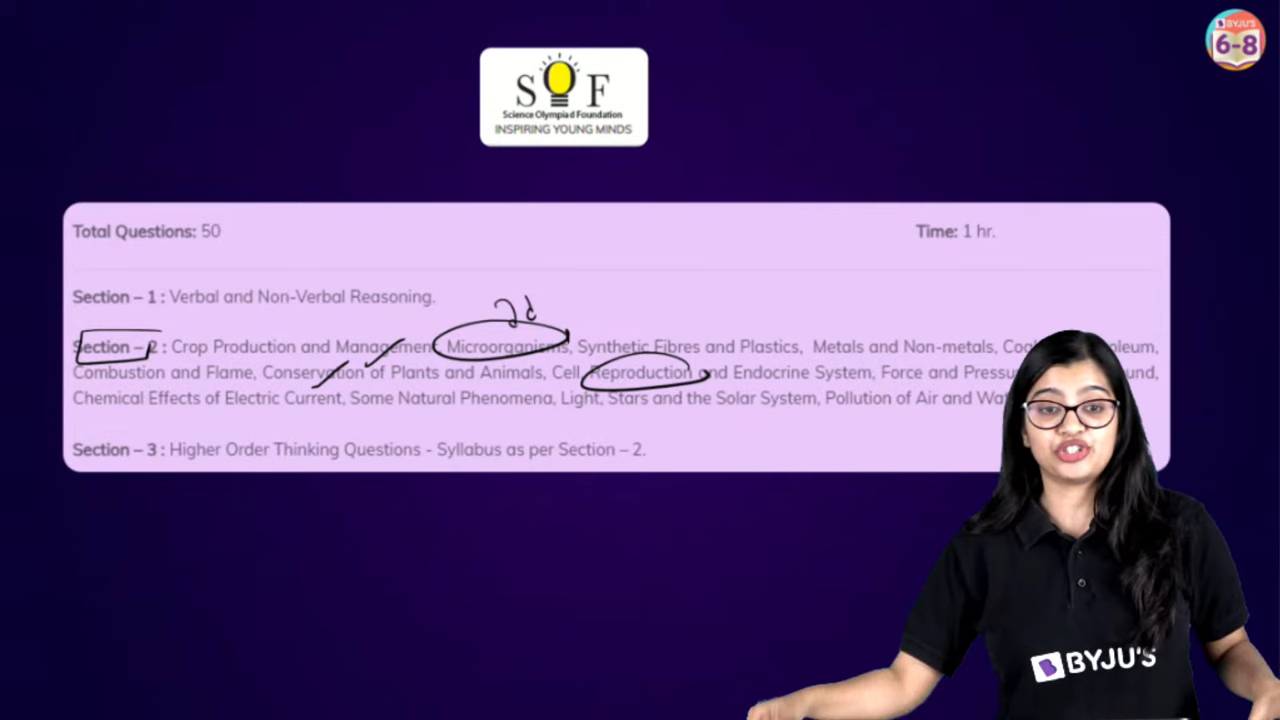 BYJU'S
6-8
SOF
Science Olympiad Foundation
INSPIRING YOUNG MINDS
Total Questions: 50 Time: 1 hr.
Section – 1 : Verbal and Non-Verbal Reasoning.
Section – 2 : Crop Production and Management, Microorganisms, Synthetic Fibres and Plastics, Metals and Non-metals,
Combustion and Flame, Conservation of Plants and Animals, Cell, Reproduction and Endocrine System, Force and
Chemical Effects of Electric Current, Some Natural Phenomena, Light, Stars and the Solar System, Pollution of Air and
Section – 3 : Higher Order Thinking Questions - Syllabus as per Section – 2.
BYJU'S